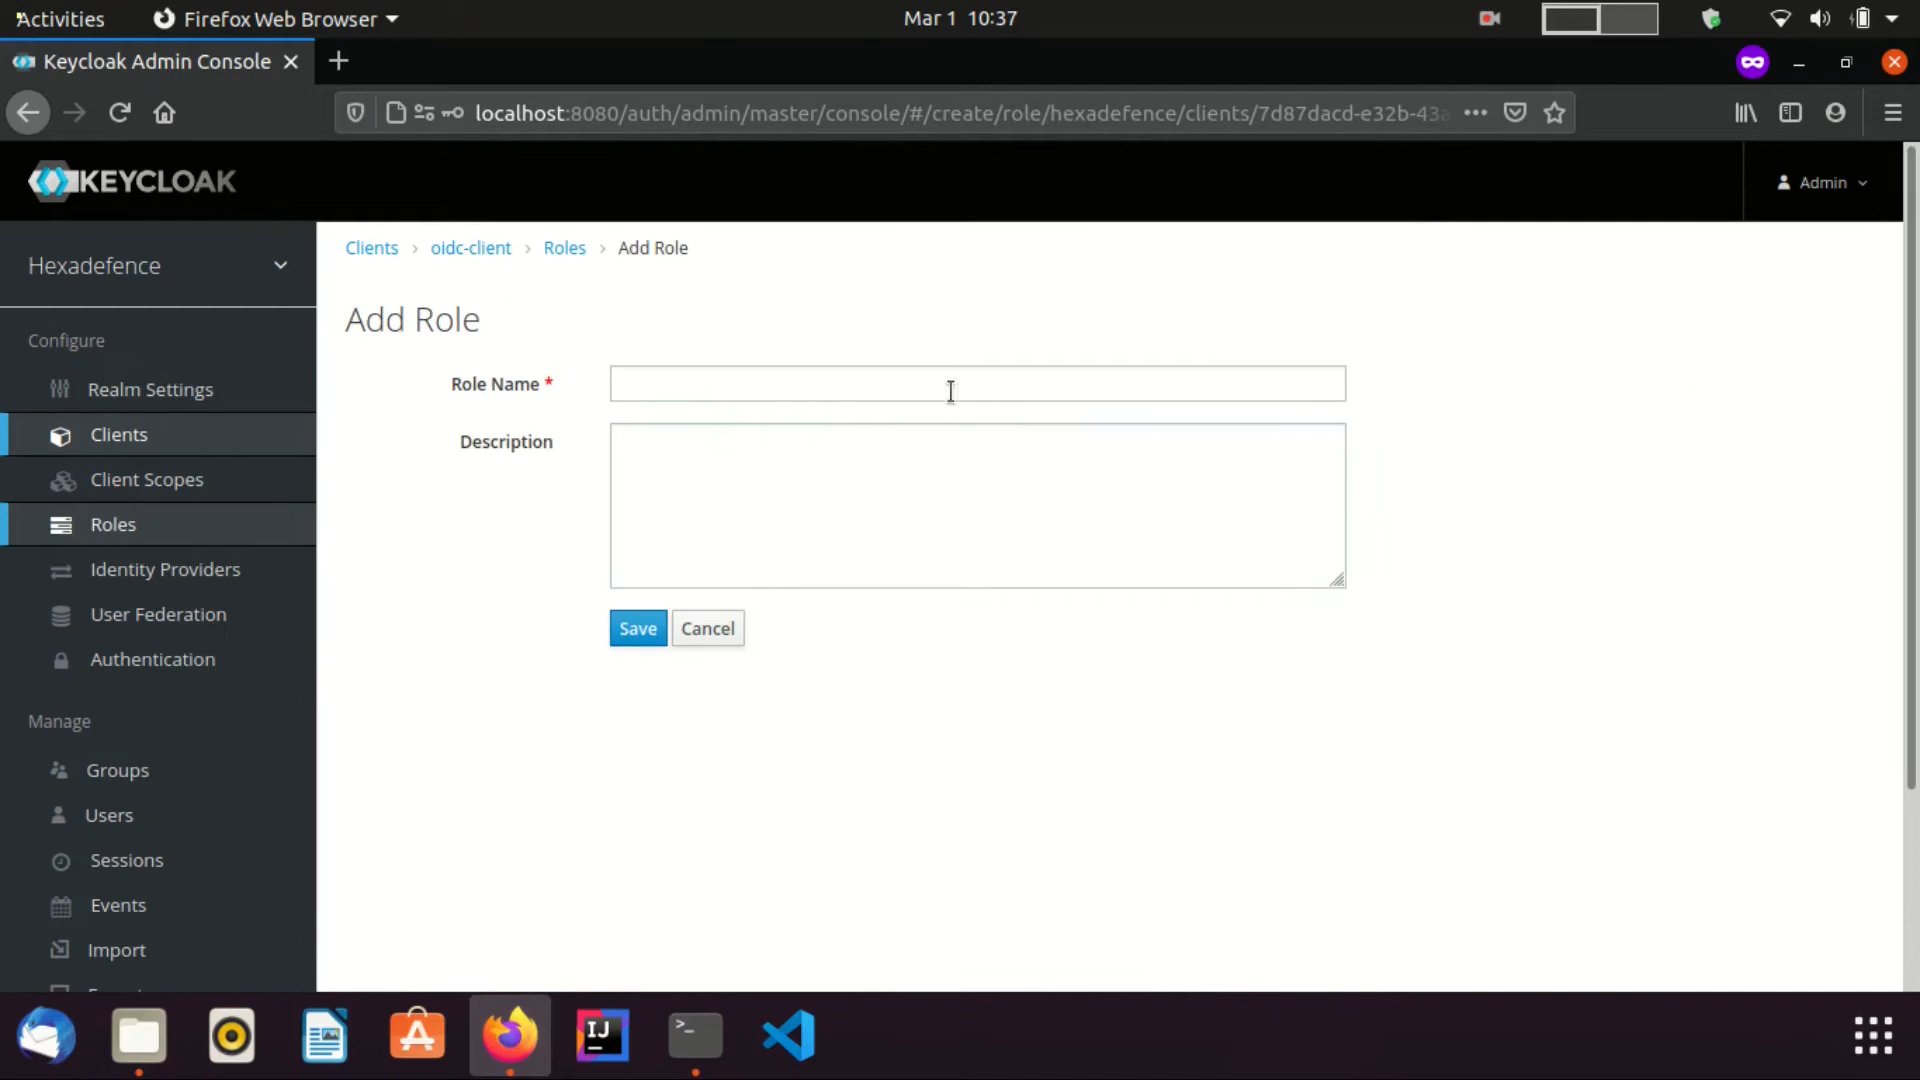 Activities
Firefox Web Browser
Mar 1 10:37
Keycloak Admin Console
localhost:8080/auth/admin/master/console/#/create/role/hexadefence/clients/7d87dacd-e32b-43a
KEYCLOAK
Admin
Hexadefence
Clients
oidc-client
Roles
Add Role
Add Role
Role Name *
Description
Save
Cancel
Configure
Realm Settings
Clients
Client Scopes
Roles
Identity Providers
User Federation
Authentication
Manage
Groups
Users
Sessions
Events
Import
IJ